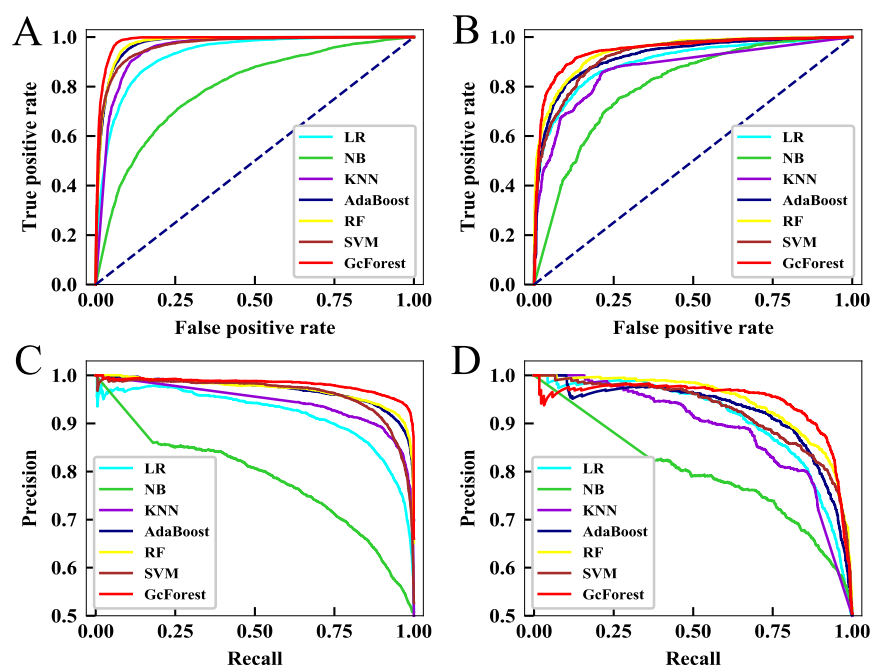 A
True positive rate
1.0
0.8
0.6
0.4
0.2
0.0
LR
NB
KNN
AdaBoost
RF
SVM
GcForest
0.00 0.25 0.50 0.75 1.00
False positive rate
B
True positive rate
1.0
0.8
0.6
0.4
0.2
0.0
LR
NB
KNN
AdaBoost
RF
SVM
GcForest
0.00 0.25 0.50 0.75 1.00
False positive rate
C
Precision
1.0
0.9
0.8
0.7
0.6
0.5
LR
NB
KNN
AdaBoost
RF
SVM
GcForest
0.00 0.25 0.50 0.75 1.00
Recall
D
Precision
1.0
0.9
0.8
0.7
0.6
0.5
LR
NB
KNN
AdaBoost
RF
SVM
GcForest
0.00 0.25 0.50 0.75 1.00
Recall